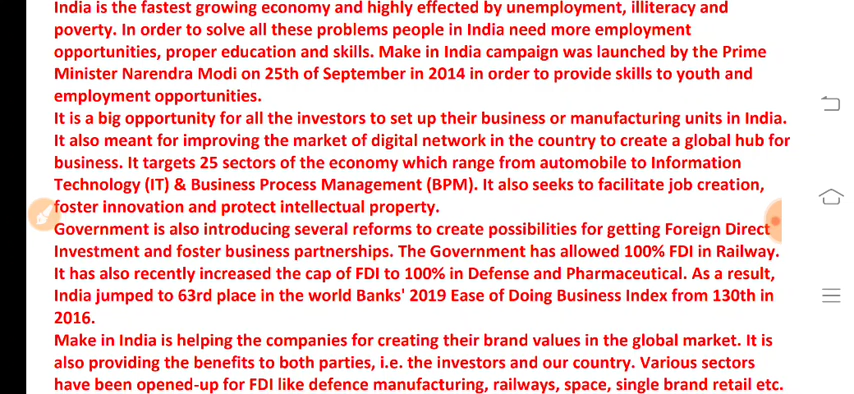 India is the fastest growing economy and highly effected by unemployment, illiteracy and
poverty. In order to solve all these problems people in India need more employment
opportunities, proper education and skills. Make in India campaign was launched by the Prime
Minister Narendra Modi on 25th of September in 2014 in order to provide skills to youth and
employment opportunities.
It is a big opportunity for all the investors to set up their business or manufacturing units in India.
It also meant for improving the market of digital network in the country to create a global hub for
business. It targets 25 sectors of the economy which range from automobile to Information
Technology (IT) & Business Process Management (BPM). It also seeks to facilitate job creation,
foster innovation and protect intellectual property.
Government is also introducing several reforms to create possibilities for getting Foreign Direct
Investment and foster business partnerships. The Government has allowed 100% FDI in Railway.
It has also recently increased the cap of FDI to 100% in Defense and Pharmaceutical. As a result,
India jumped to 63rd place in the world Banks' 2019 Ease of Doing Business Index from 130th in
2016.
Make in India is helping the companies for creating their brand values in the global market. It is
also providing the benefits to both parties, i.e. the investors and our country. Various sectors
have been opened-up for FDI like defence manufacturing, railways, space, single brand retail etc.